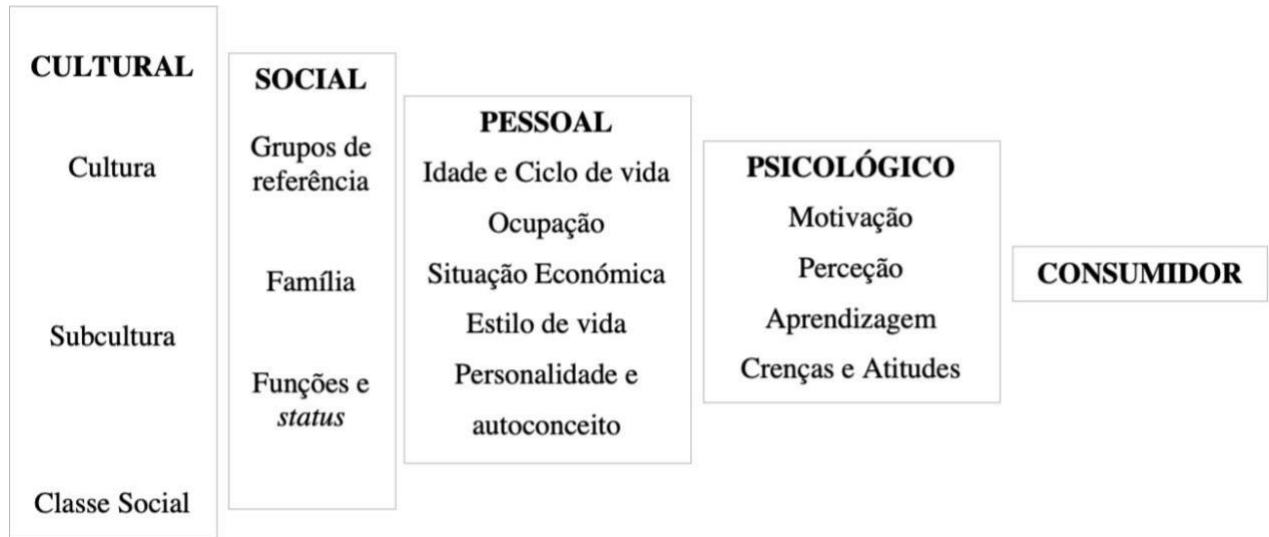 CULTURAL
Cultura
Subcultura
Classe Social
SOCIAL
Grupos de
referência
Família
Funções e
status
PESSOAL
Idade e Ciclo de vida
Ocupação
Situação Económica
Estilo de vida
Personalidade e
autoconceito
PSICOLÓGICO
Motivação
Perceção
Aprendizagem
Crenças e Atitudes
CONSUMIDOR